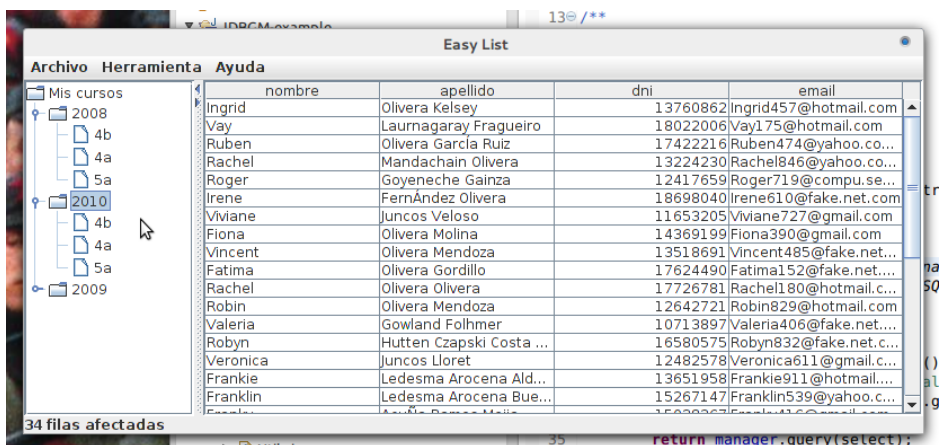 JDBCM-example
13 /**
Easy List
Archivo Herramienta Ayuda
Mis cursos
2008
4b
4a
5a
2010
4b
4a
5a
2009
nombre apellido dni email
Ingrid Olivera Kelsey 13760862 Ingrid457@hotmail.com
Vay Laurnagaray Fragueiro 18022006 Vay175@hotmail.com
Ruben Olivera GarcÍa Ruiz 17422216 Ruben474@yahoo.co...
Rachel Mandachain Olivera 13224230 Rachel846@yahoo.co...
Roger Goyeneche Gainza 12417659 Roger719@compu.se...
Irene FernÁndez Olivera 18698040 Irene610@fake.net.com
Viviane Juncos Veloso 11653205 Viviane727@gmail.com
Fiona Olivera Molina 14369199 Fiona390@gmail.com
Vincent Olivera Mendoza 13518691 Vincent485@fake.net...
Fatima Olivera Gordillo 17624490 Fatima152@fake.net....
Rachel Olivera Olivera 17726781 Rachel180@hotmail.c...
Robin Olivera Mendoza 12642721 Robin829@hotmail.com
Valeria Gowland Folhmer 10713897 Valeria406@fake.net....
Robyn Hutten Czapski Costa ... 16580575 Robyn832@fake.net.c...
Veronica Juncos Lloret 12482578 Veronica611@gmail.c...
Frankie Ledesma Arocena Ald... 13651958 Frankie911@hotmail....
Franklin Ledesma Arocena Bue... 15267147 Franklin539@yahoo.c...
34 filas afectadas
35 return manager.query(select);